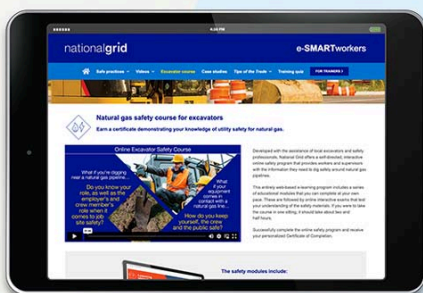 nationalgrid
e-SMARTworkers
Safe practices Videos Excavator course Case studies Tips of the Trade Training quiz FOR TRAINERS >
Natural gas safety course for excavators
Earn a certificate demonstrating your knowledge of utility safety for natural gas.
Online Excavator Safety Course
What if you're digging
near a natural gas
pipeline...
Do you know
your role, as well as the
employer's and
crew member's
role when it
comes to job
site safety?
What
if your
equipment
comes in
contact with a
natural gas line...
How do you keep
yourself, the crew
and the public safe?
Developed with the assistance of local excavators and safety
professionals, National Grid offers a self-directed, interactive
online safety program that provides workers and supervisors
with the information they need to dig safely around natural gas
pipelines.
This entirely web-based e-learning program includes a series
of educational modules that you can complete at your own
pace. These are followed by online interactive exams that test
your understanding of the safety materials. If you were to take
the course in one sitting, it should take about two and
half hours.
Successfully complete the online safety program and receive
your personalized Certificate of Completion.
The safety modules include: